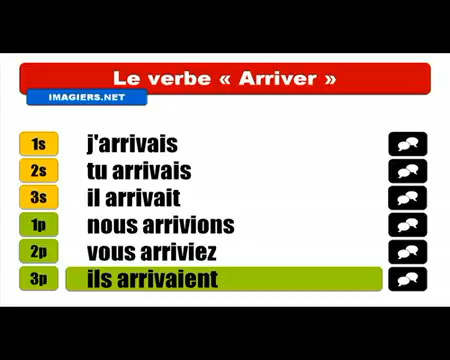 Le verbe « Arriver »
IMAGIERS.NET
1s j'arrivais
2s tu arrivais
3s il arrivait
1p nous arrivions
2p vous arriviez
3p ils arrivaient